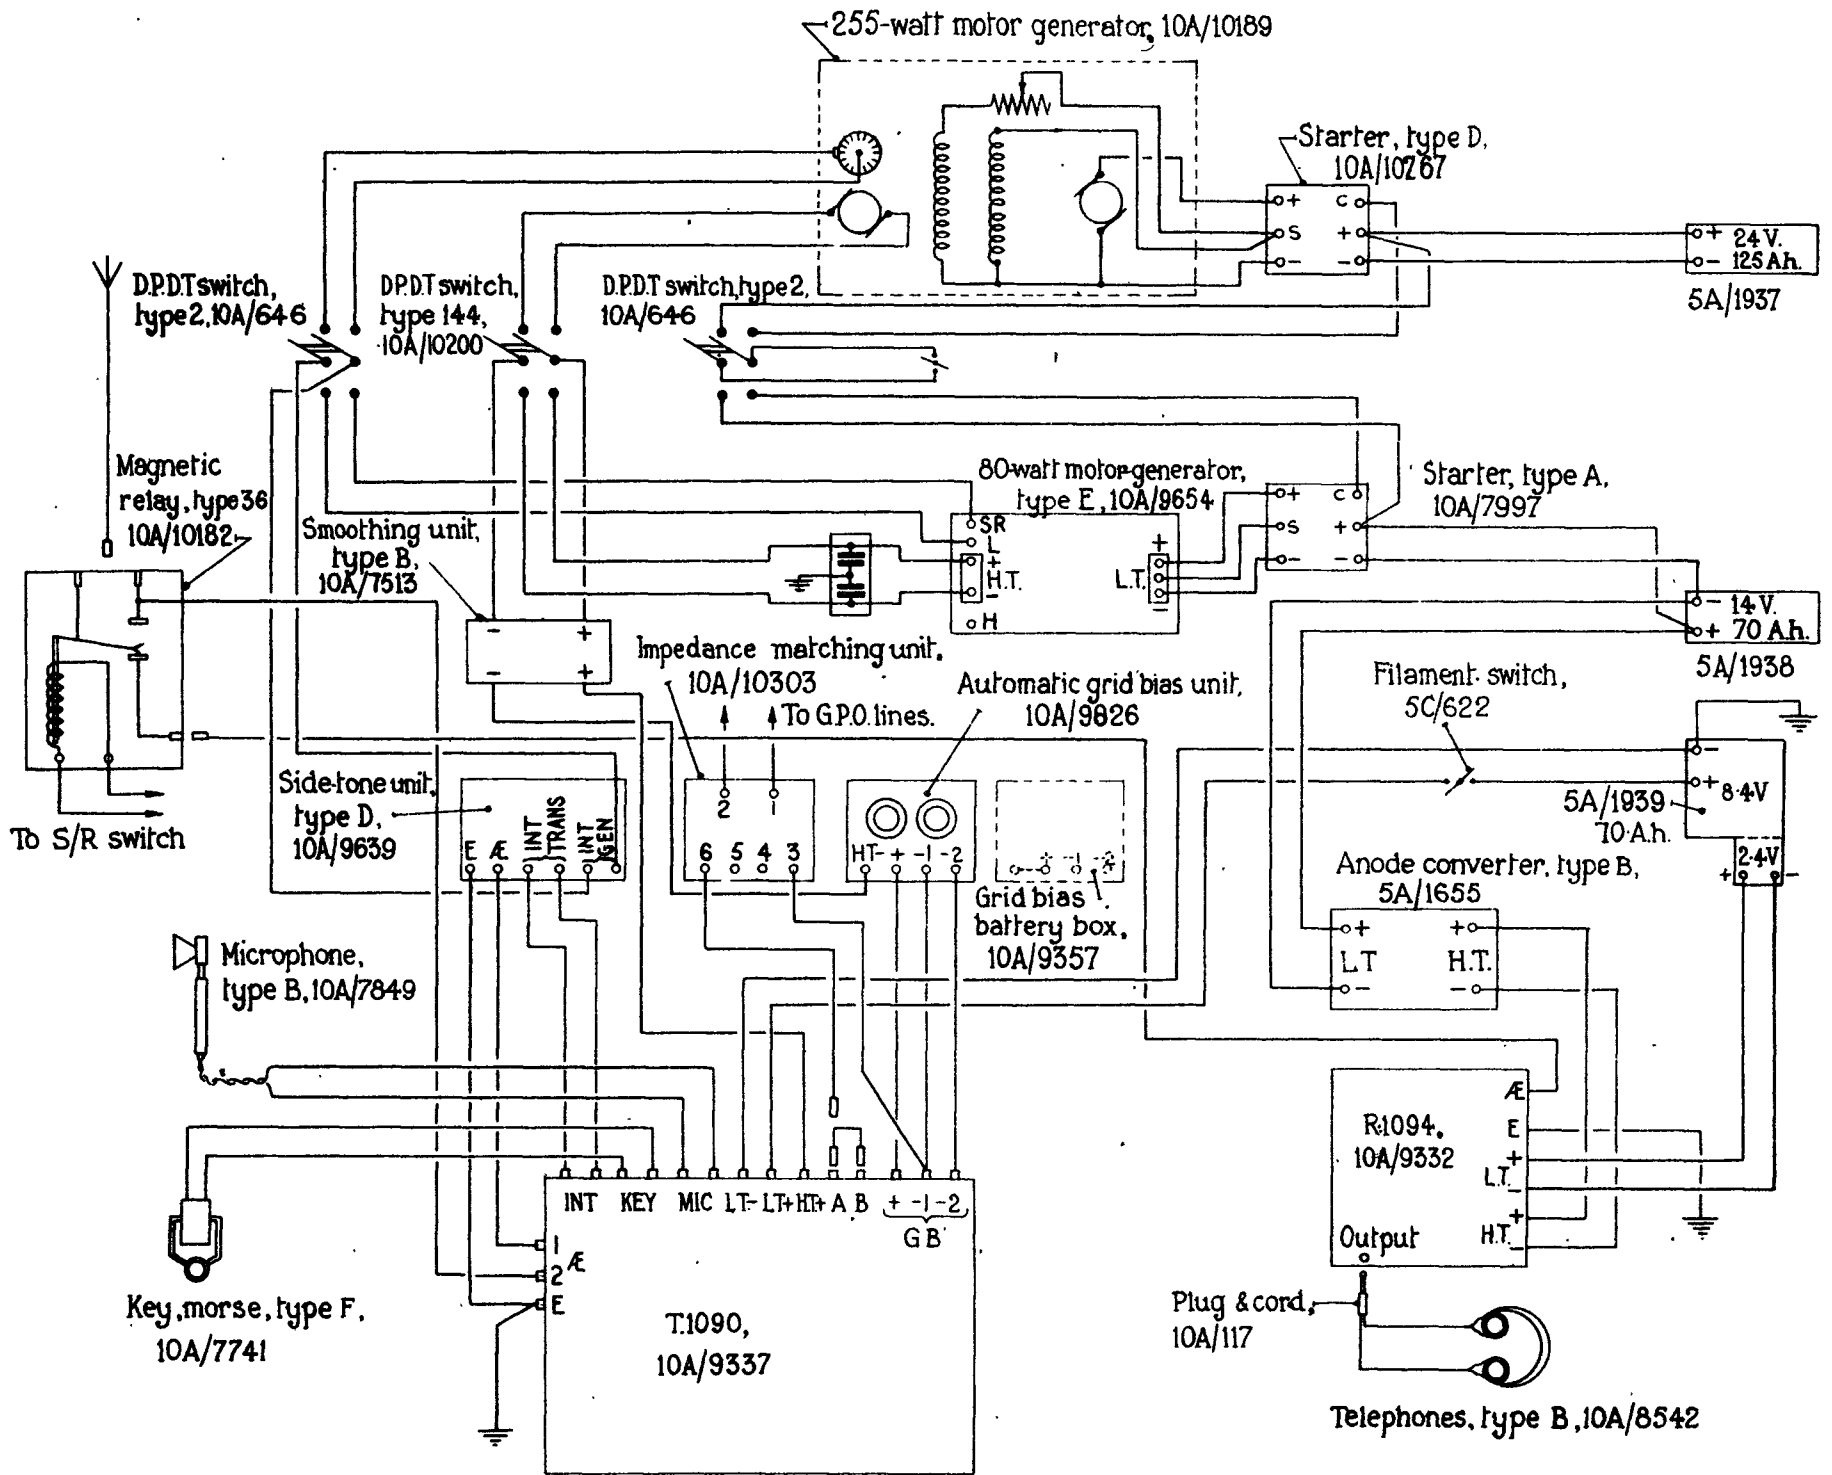 255-watt motor generator, 10A/10189
Starter, type D,
10A/10267
+ C
S +
- -
+ 24 V.
- 125 Ah.
5A/1937
D.P.D.T switch,
type 2, 10A/646
D.P.D.T switch,
type 144,
10A/10200
D.P.D.T switch, type 2,
10A/646
Magnetic
relay, type 36
10A/10182
To S/R switch
Smoothing unit,
type B,
10A/7513
- +
- +
80-watt motor-generator,
type E, 10A/9654
SR
L
+
H.T.
-
H
+
L.T.
-
Starter, type A,
10A/7997
+ C
S +
- -
- 14 V.
+ 70 A.h.
5A/1938
Impedance matching unit,
10A/10303
To G.P.O. lines.
2 1
6 5 4 3
Automatic grid bias unit,
10A/9826
HT- + -1 -2
+ -1 -2
Grid bias
battery box,
10A/9357
Filament switch,
5C/622
-
+ 8·4V
5A/1939
70 A.h.
2·4V
+ -
Side-tone unit,
type D,
10A/9639
E Æ INT TRANS INT GEN
Anode converter, type B,
5A/1655
+ +
L.T H.T.
- -
Microphone,
type B, 10A/7849
Key, morse, type F,
10A/7741
INT KEY MIC LT- LT+ H.T+ A B + -1 -2
G B
1
Æ
2
E
T.1090,
10A/9337
R.1094,
10A/9332
Æ
E
+
L.T.
-
+
H.T.
-
Output
Plug & cord,
10A/117
Telephones, type B, 10A/8542